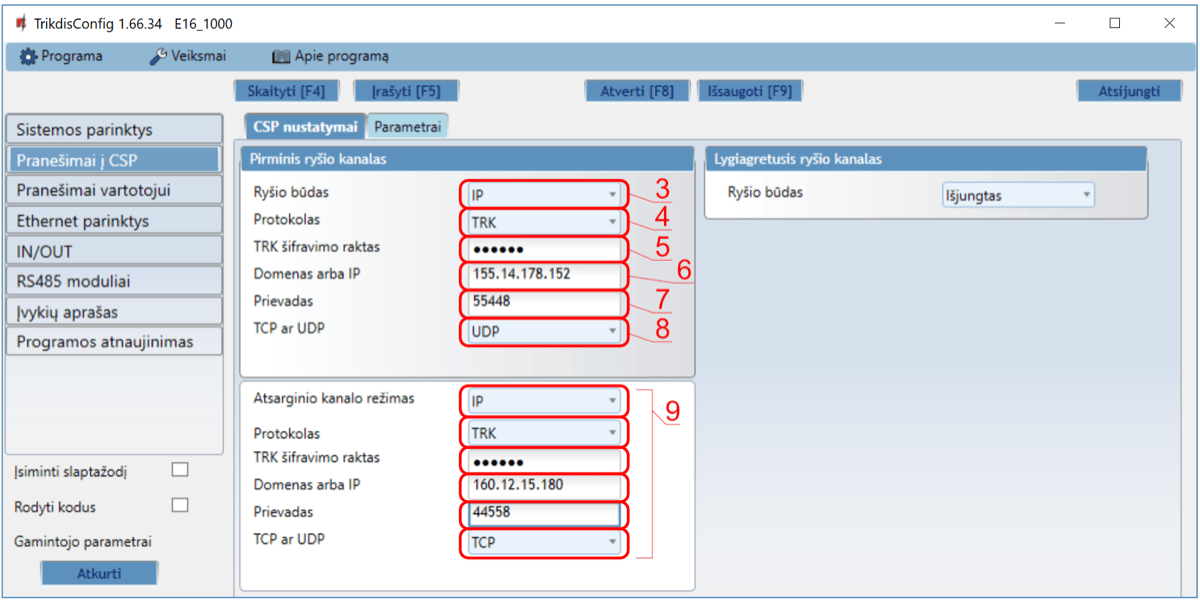 TrikdisConfig 1.66.34 E16_1000
Programa Veiksmai Apie programą
Skaityti [F4] Įrašyti [F5] Atverti [F8] Išsaugoti [F9] Atsijungti
Sistemos parinktys
Pranešimai į CSP
Pranešimai vartotojui
Ethernet parinktys
IN/OUT
RS485 moduliai
Įvykių aprašas
Programos atnaujinimas
Įsiminti slaptažodį
Rodyti kodus
Gamintojo parametrai
Atkurti
CSP nustatymai Parametrai
Pirminis ryšio kanalas
Ryšio būdas IP 3
Protokolas TRK 4
TRK šifravimo raktas ●●●●●● 5
Domenas arba IP 155.14.178.152 6
Prievadas 55448 7
TCP ar UDP UDP 8
Atsarginio kanalo režimas IP 9
Protokolas TRK
TRK šifravimo raktas ●●●●●●
Domenas arba IP 160.12.15.180
Prievadas 44558
TCP ar UDP TCP
Lygiagretusis ryšio kanalas
Ryšio būdas Išjungtas